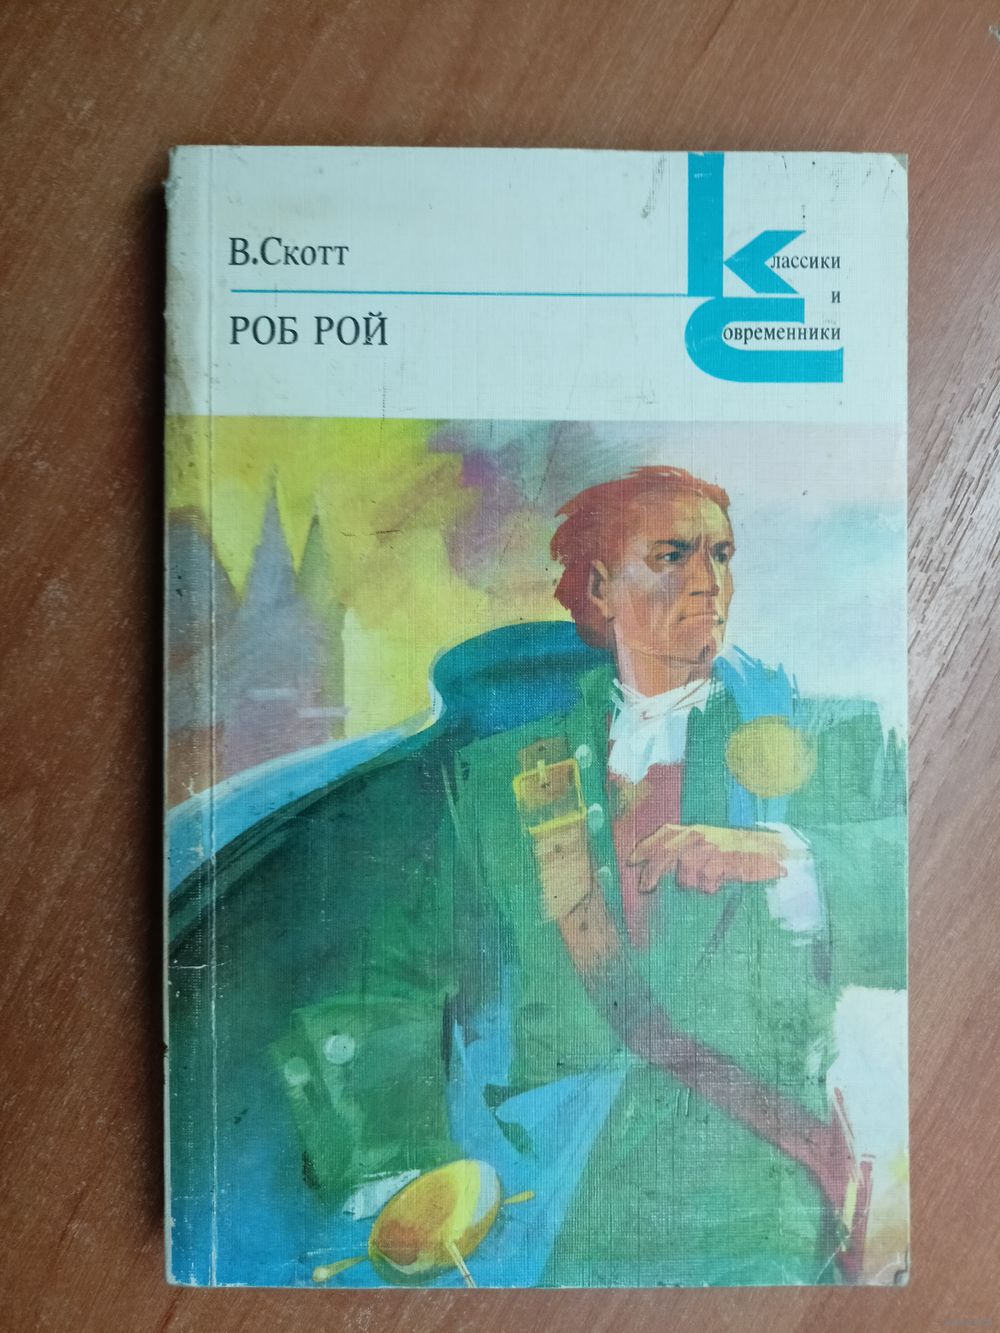 В.Скотт
РОБ РОЙ
Классики
и
Современники